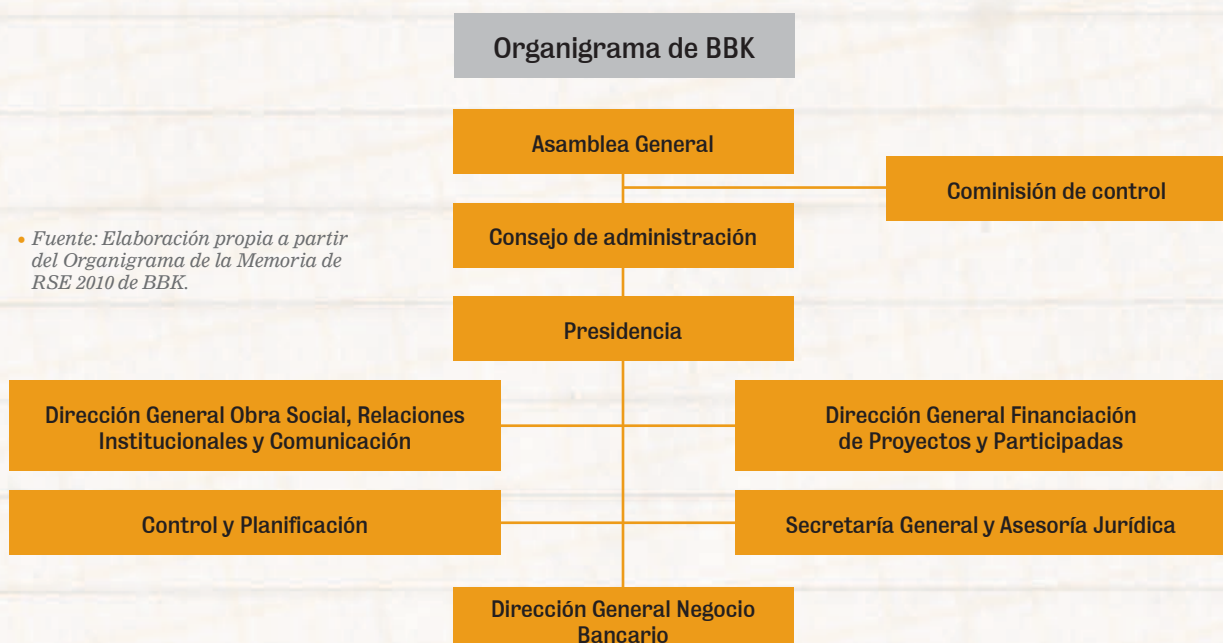 Organigrama de BBK
Asamblea General
Cominisión de control
Consejo de administración
• Fuente: Elaboración propia a partir
del Organigrama de la Memoria de
RSE 2010 de BBK.
Presidencia
Dirección General Obra Social, Relaciones
Institucionales y Comunicación
Dirección General Financiación
de Proyectos y Participadas
Control y Planificación
Secretaría General y Asesoría Jurídica
Dirección General Negocio
Bancario